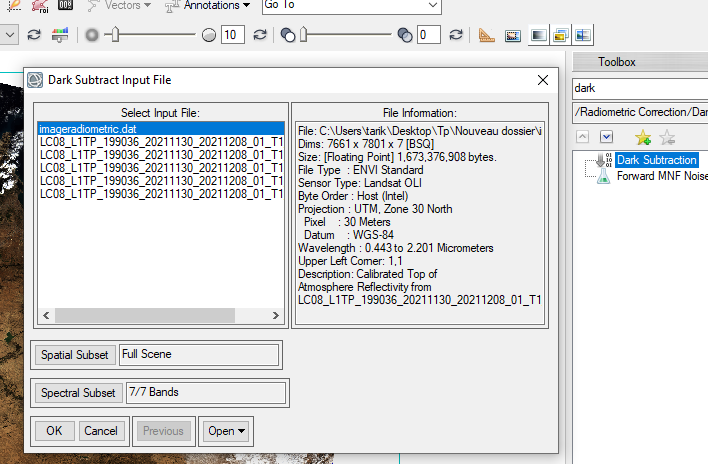 Vectors
Annotations
Go To
roi
10
0
Toolbox
dark
/Radiometric Correction/Dar
Dark Subtraction
Forward MNF Noise
Dark Subtract Input File
Select Input File:
imageradiometric.dat
LC08_L1TP_199036_20211130_20211208_01_T1
LC08_L1TP_199036_20211130_20211208_01_T1
LC08_L1TP_199036_20211130_20211208_01_T1
LC08_L1TP_199036_20211130_20211208_01_T1
LC08_L1TP_199036_20211130_20211208_01_T1
File Information:
File: C:\Users\tarik\Desktop\Tp\Nouveau dossier\i
Dims: 7661 x 7801 x 7 [BSQ]
Size: [Floating Point] 1,673,376,908 bytes.
File Type : ENVI Standard
Sensor Type: Landsat OLI
Byte Order : Host (Intel)
Projection : UTM, Zone 30 North
Pixel : 30 Meters
Datum : WGS-84
Wavelength : 0.443 to 2.201 Micrometers
Upper Left Corner: 1,1
Description: Calibrated Top of
Atmosphere Reflectivity from
LC08_L1TP_199036_20211130_20211208_01_T1
Spatial Subset
Full Scene
Spectral Subset
7/7 Bands
OK
Cancel
Previous
Open